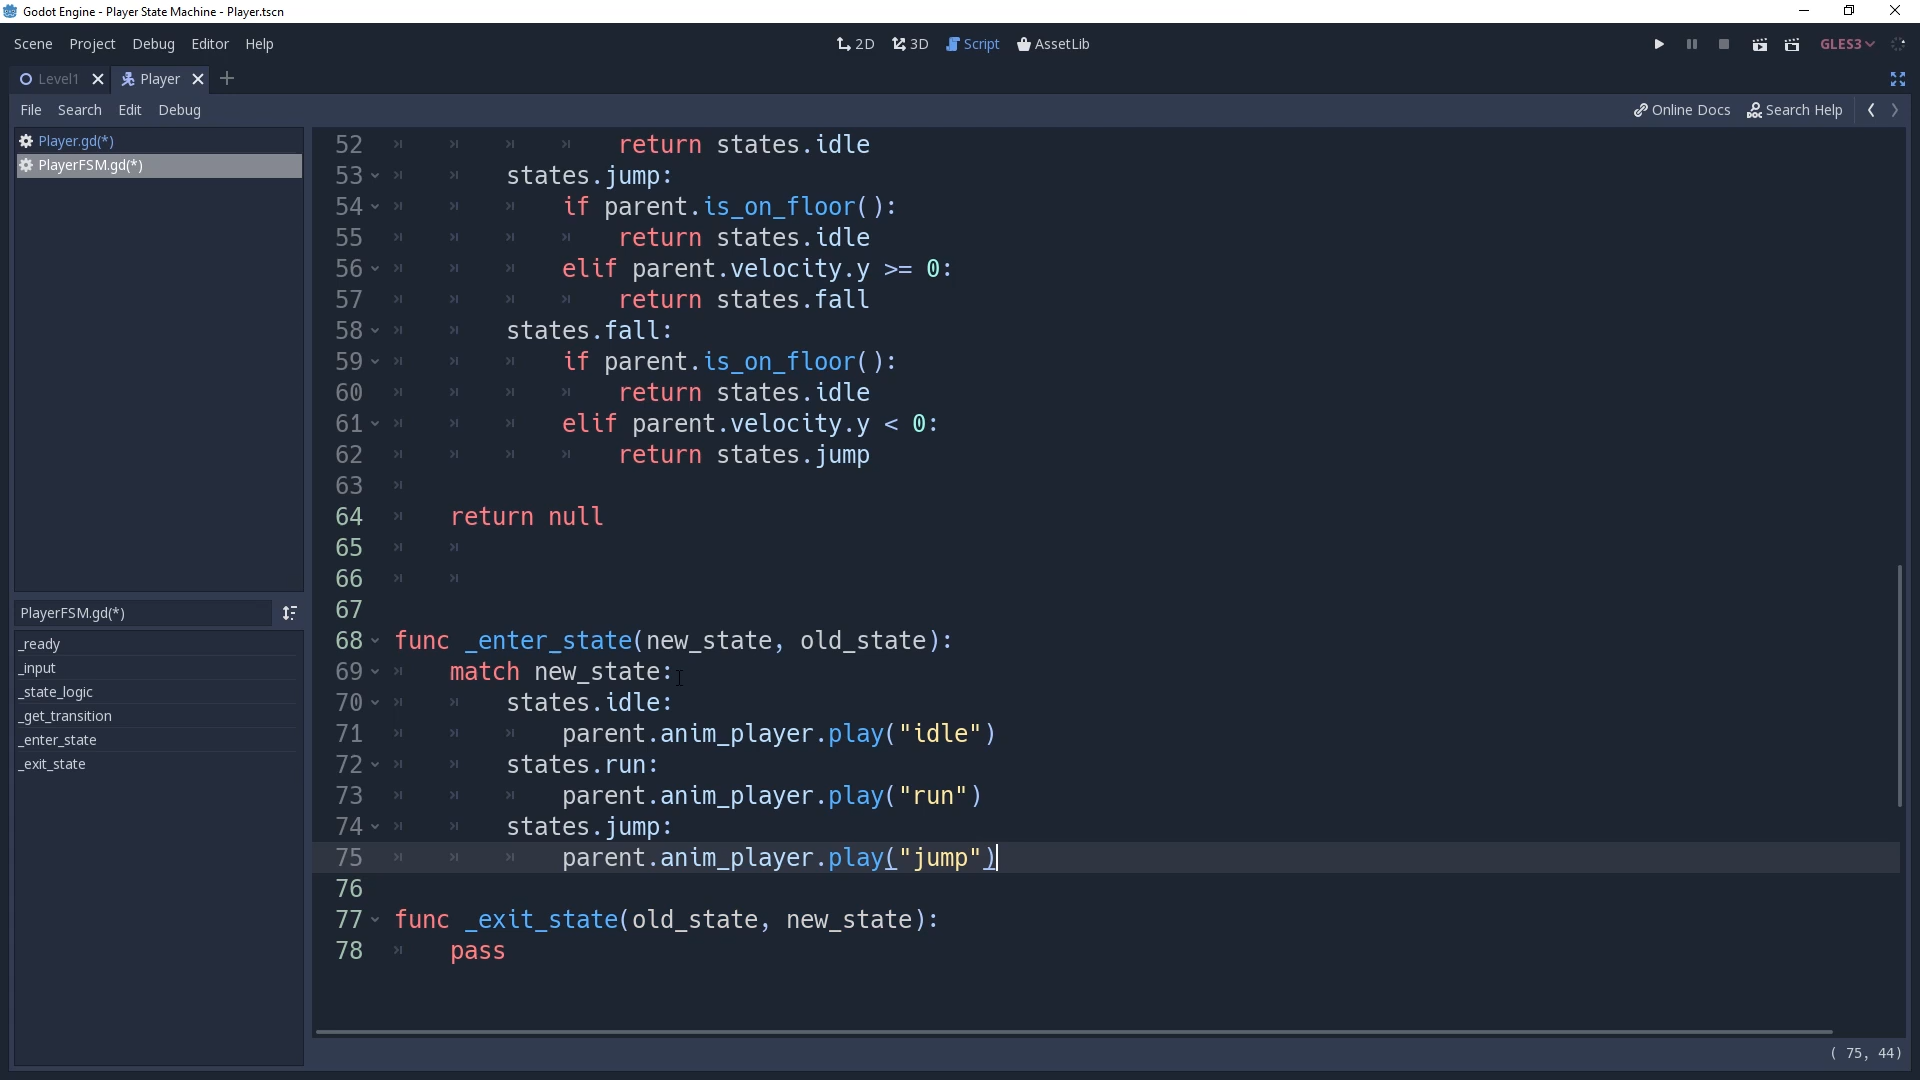 Godot Engine - Player State Machine - Player.tscn
Scene Project Debug Editor Help 2D 3D Script AssetLib GLES3
Level1 Player
File Search Edit Debug Online Docs Search Help
Player.gd(*)
PlayerFSM.gd(*)
52 return states.idle
53 states.jump:
54 if parent.is_on_floor():
55 return states.idle
56 elif parent.velocity.y >= 0:
57 return states.fall
58 states.fall:
59 if parent.is_on_floor():
60 return states.idle
61 elif parent.velocity.y < 0:
62 return states.jump
63
64 return null
65
66
67
68 func _enter_state(new_state, old_state):
69 match new_state:
70 states.idle:
71 parent.anim_player.play("idle")
72 states.run:
73 parent.anim_player.play("run")
74 states.jump:
75 parent.anim_player.play("jump")
76
77 func _exit_state(old_state, new_state):
78 pass
PlayerFSM.gd(*)
_ready
_input
_state_logic
_get_transition
_enter_state
_exit_state
( 75, 44)